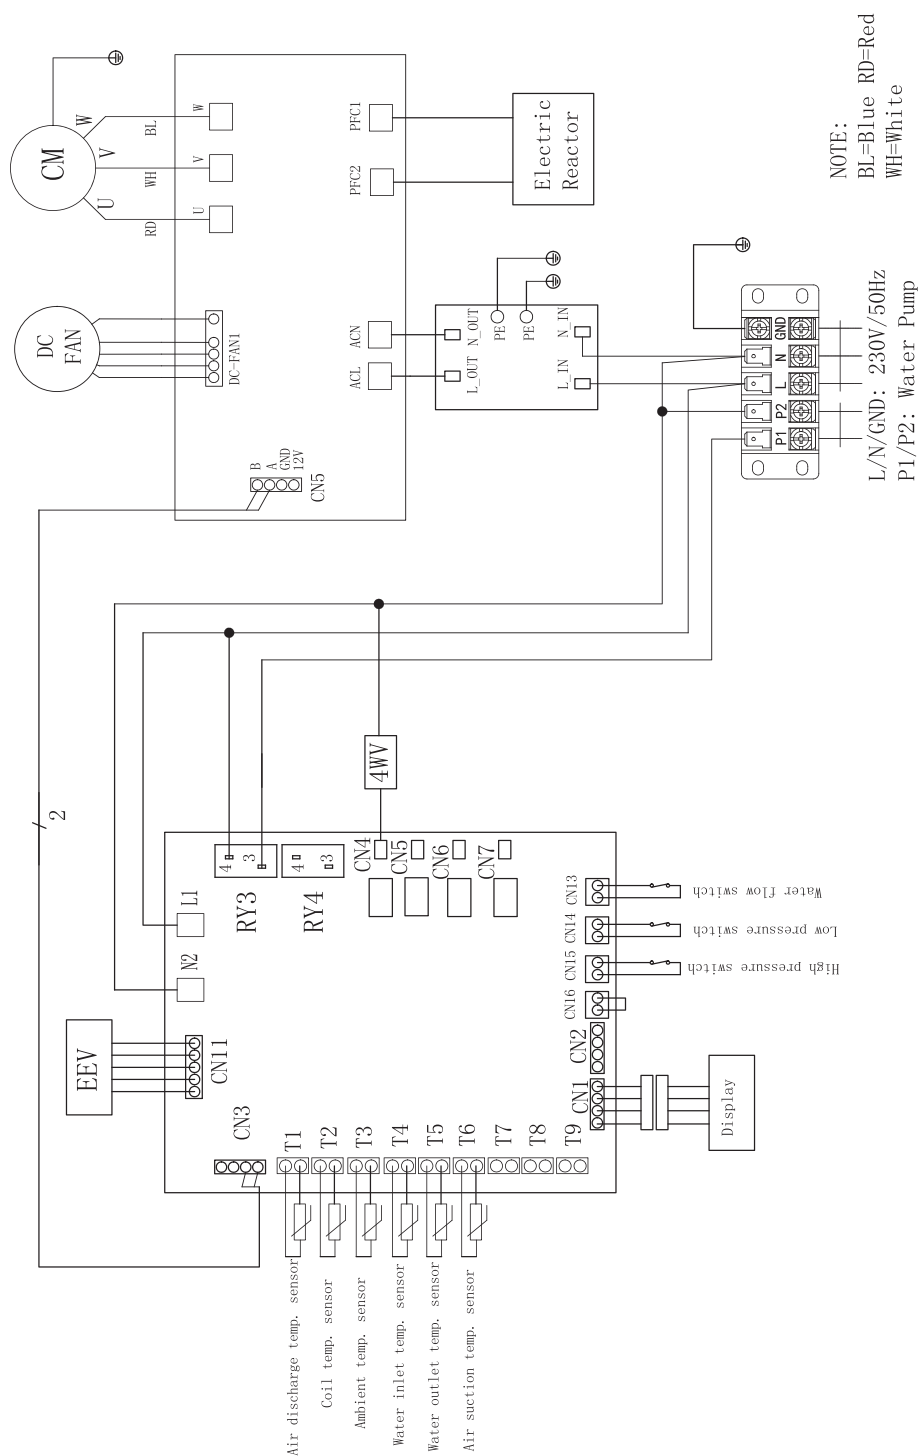 CM
W
V
U
BL
WH
RD
W
V
U
DC
FAN
DC-FAN1
B
A
GND
12V
CN5
PFC1
PFC2
ACN
ACL
Electric
Reactor
L_OUT N_OUT
PE
PE
L_IN
N_IN
P1
P2
L
N
GND
L/N/GND: 230V/50Hz
P1/P2: Water Pump
NOTE:
BL=Blue RD=Red
WH=White
2
EEV
CN11
CN3
N2
L1
4
3
RY3
4
3
RY4
4WV
CN4
CN5
CN6
CN7
T1
T2
T3
T4
T5
T6
T7
T8
T9
Air discharge temp. sensor
Coil temp. sensor
Ambient temp. sensor
Water inlet temp. sensor
Water outlet temp. sensor
Air suction temp. sensor
CN1
CN2
CN16
CN15
CN14
CN13
Display
High pressure switch
Low pressure switch
Water flow switch